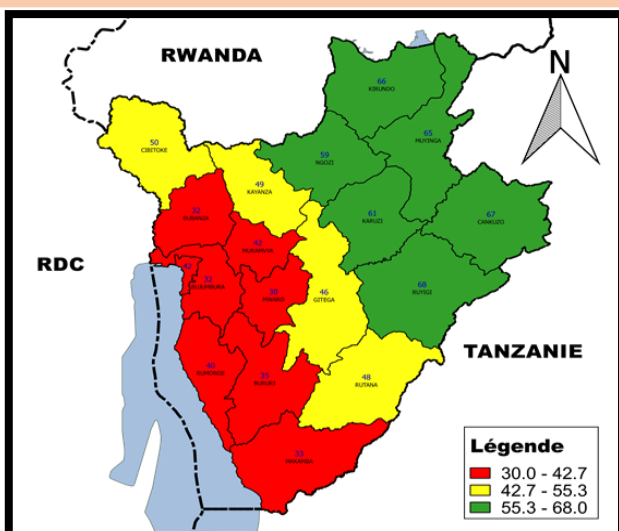 RWANDA
N
66
KIRUNDO
65
MUYINGA
50
CIBITOKE
59
NGOZI
49
KAYANZA
67
CANKUZO
61
KARUZI
32
BUBANZA
42
MURAMVYA
RDC
42
32
BUJUMBURA
30
MWARO
46
GITEGA
68
RUYIGI
TANZANIE
40
RUMONGE
35
BURURI
48
RUTANA
33
MAKAMBA
Légende
30.0 - 42.7
42.7 - 55.3
55.3 - 68.0